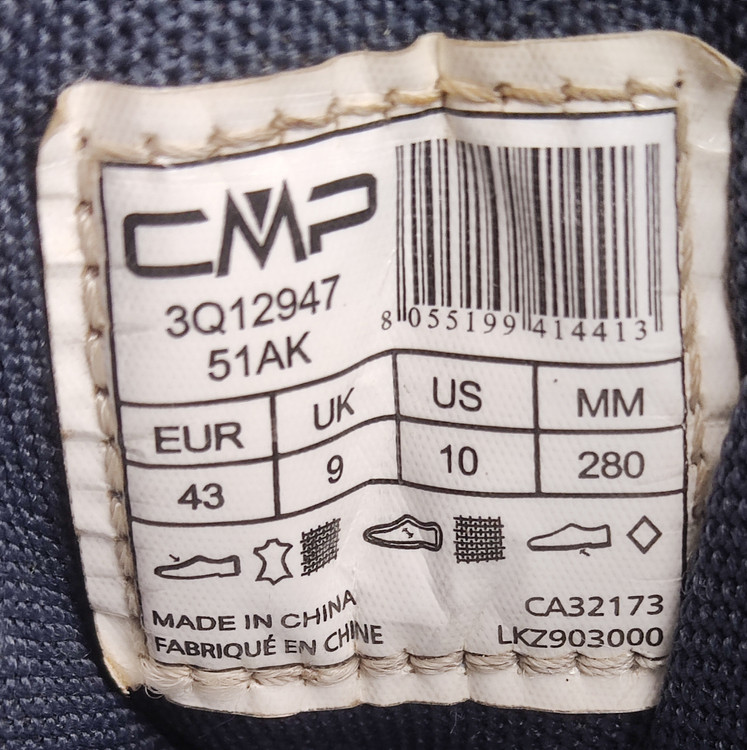 CMP
3Q12947
51AK
8 055199 414413
EUR UK US MM
43 9 10 280
MADE IN CHINA
FABRIQUÉ EN CHINE
CA32173
LKZ903000